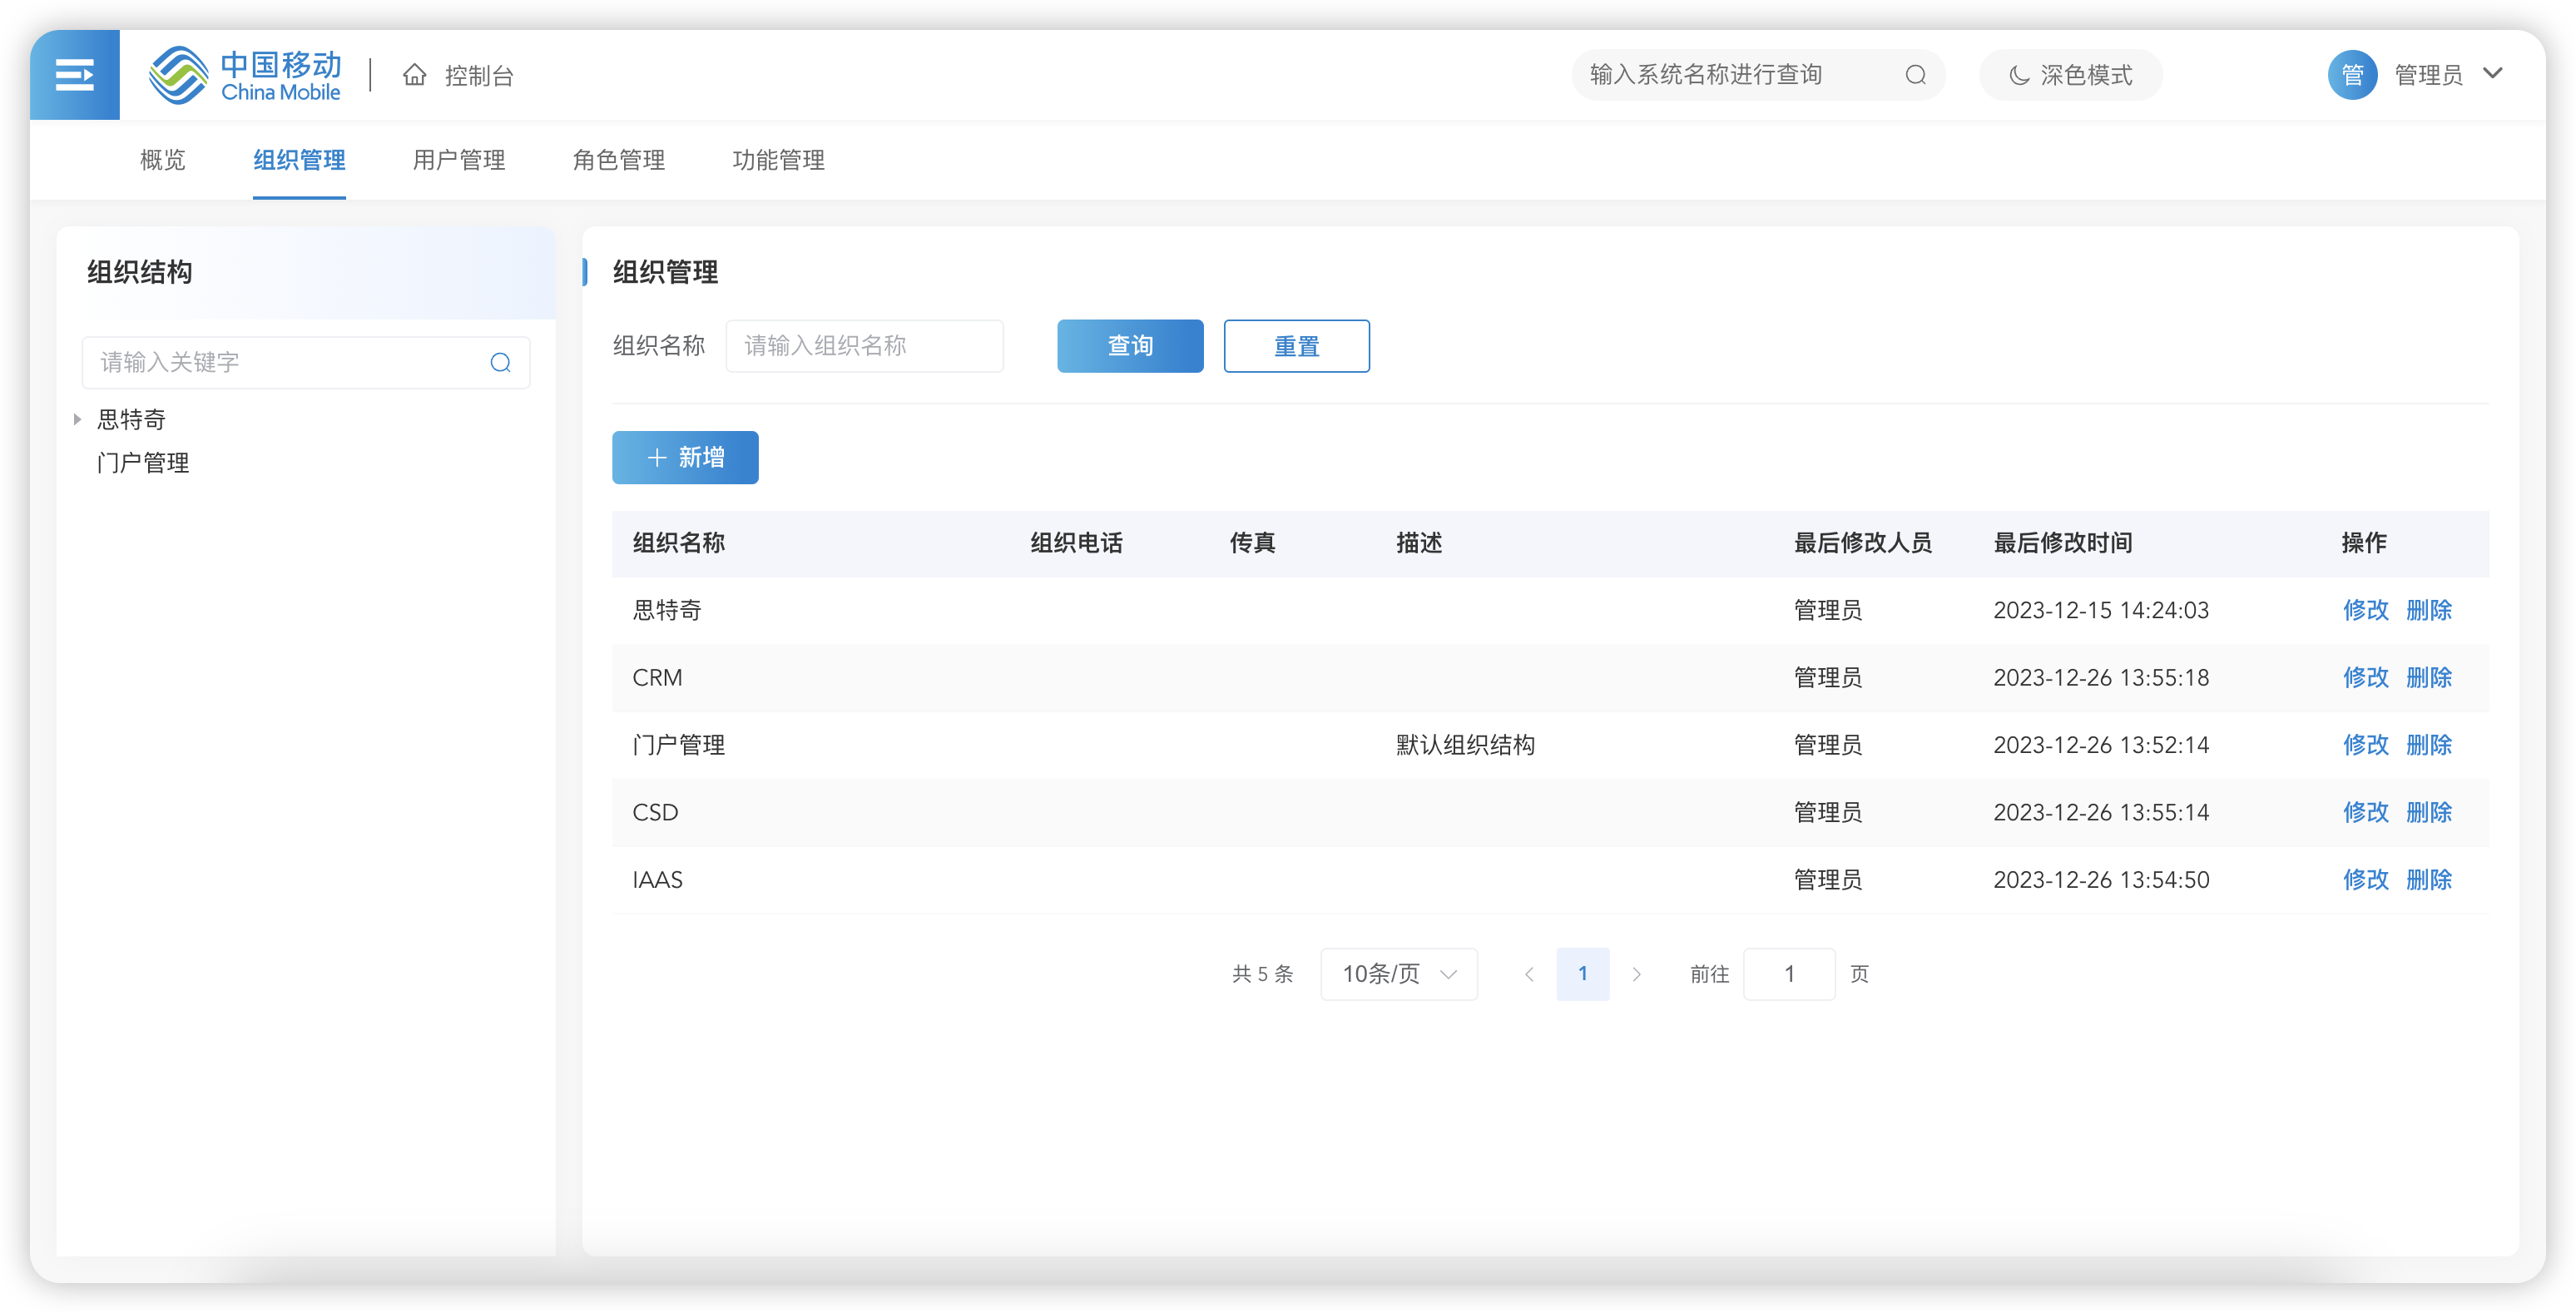 中国移动
China Mobile
控制台
输入系统名称进行查询
深色模式
管
管理员
概览 组织管理 用户管理 角色管理 功能管理
组织结构
请输入关键字
思特奇
门户管理
组织管理
组织名称 请输入组织名称 查询 重置
新增
组织名称 组织电话 传真 描述 最后修改人员 最后修改时间 操作
思特奇 管理员 2023-12-15 14:24:03 修改 删除
CRM 管理员 2023-12-26 13:55:18 修改 删除
门户管理 默认组织结构 管理员 2023-12-26 13:52:14 修改 删除
CSD 管理员 2023-12-26 13:55:14 修改 删除
IAAS 管理员 2023-12-26 13:54:50 修改 删除
共 5 条 10条/页 1 前往 1 页